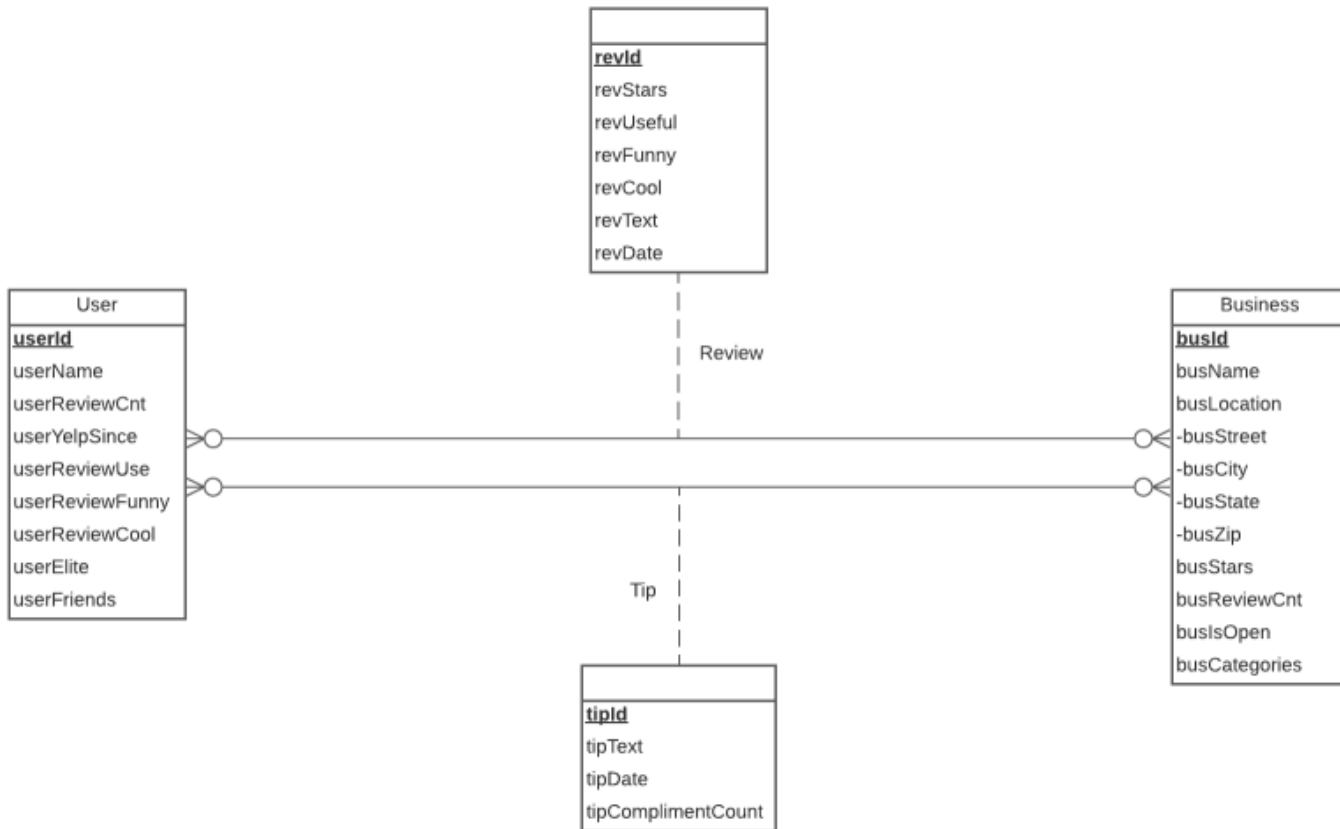 revId
revStars
revUseful
revFunny
revCool
revText
revDate
User
userId
userName
userReviewCnt
userYelpSince
userReviewUse
userReviewFunny
userReviewCool
userElite
userFriends
Review
Business
busId
busName
busLocation
-busStreet
-busCity
-busState
-busZip
busStars
busReviewCnt
busIsOpen
busCategories
Tip
tipId
tipText
tipDate
tipComplimentCount